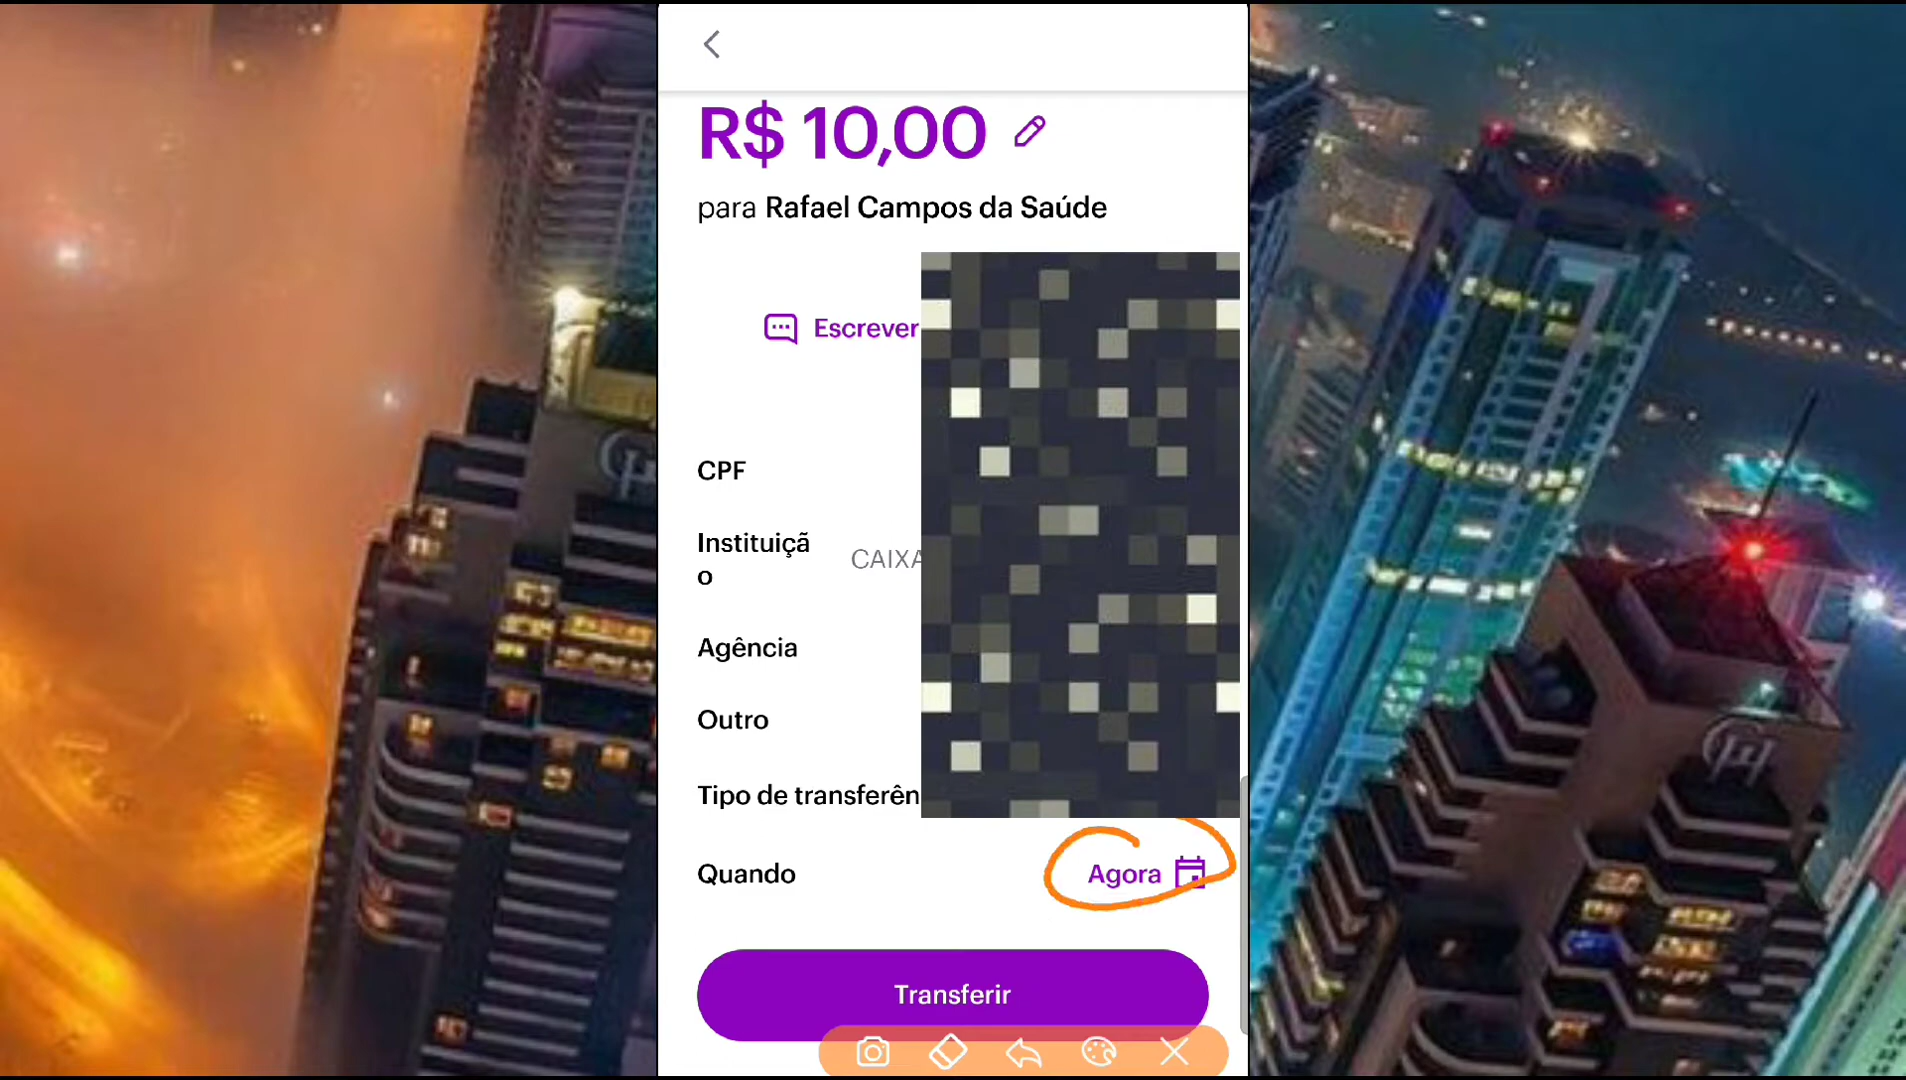 R$ 10,00
para Rafael Campos da Saúde
Escrever
CPF
Instituiçã
o
CAIXA
Agência
Outro
Tipo de transferên
Quando
Agora
Transferir